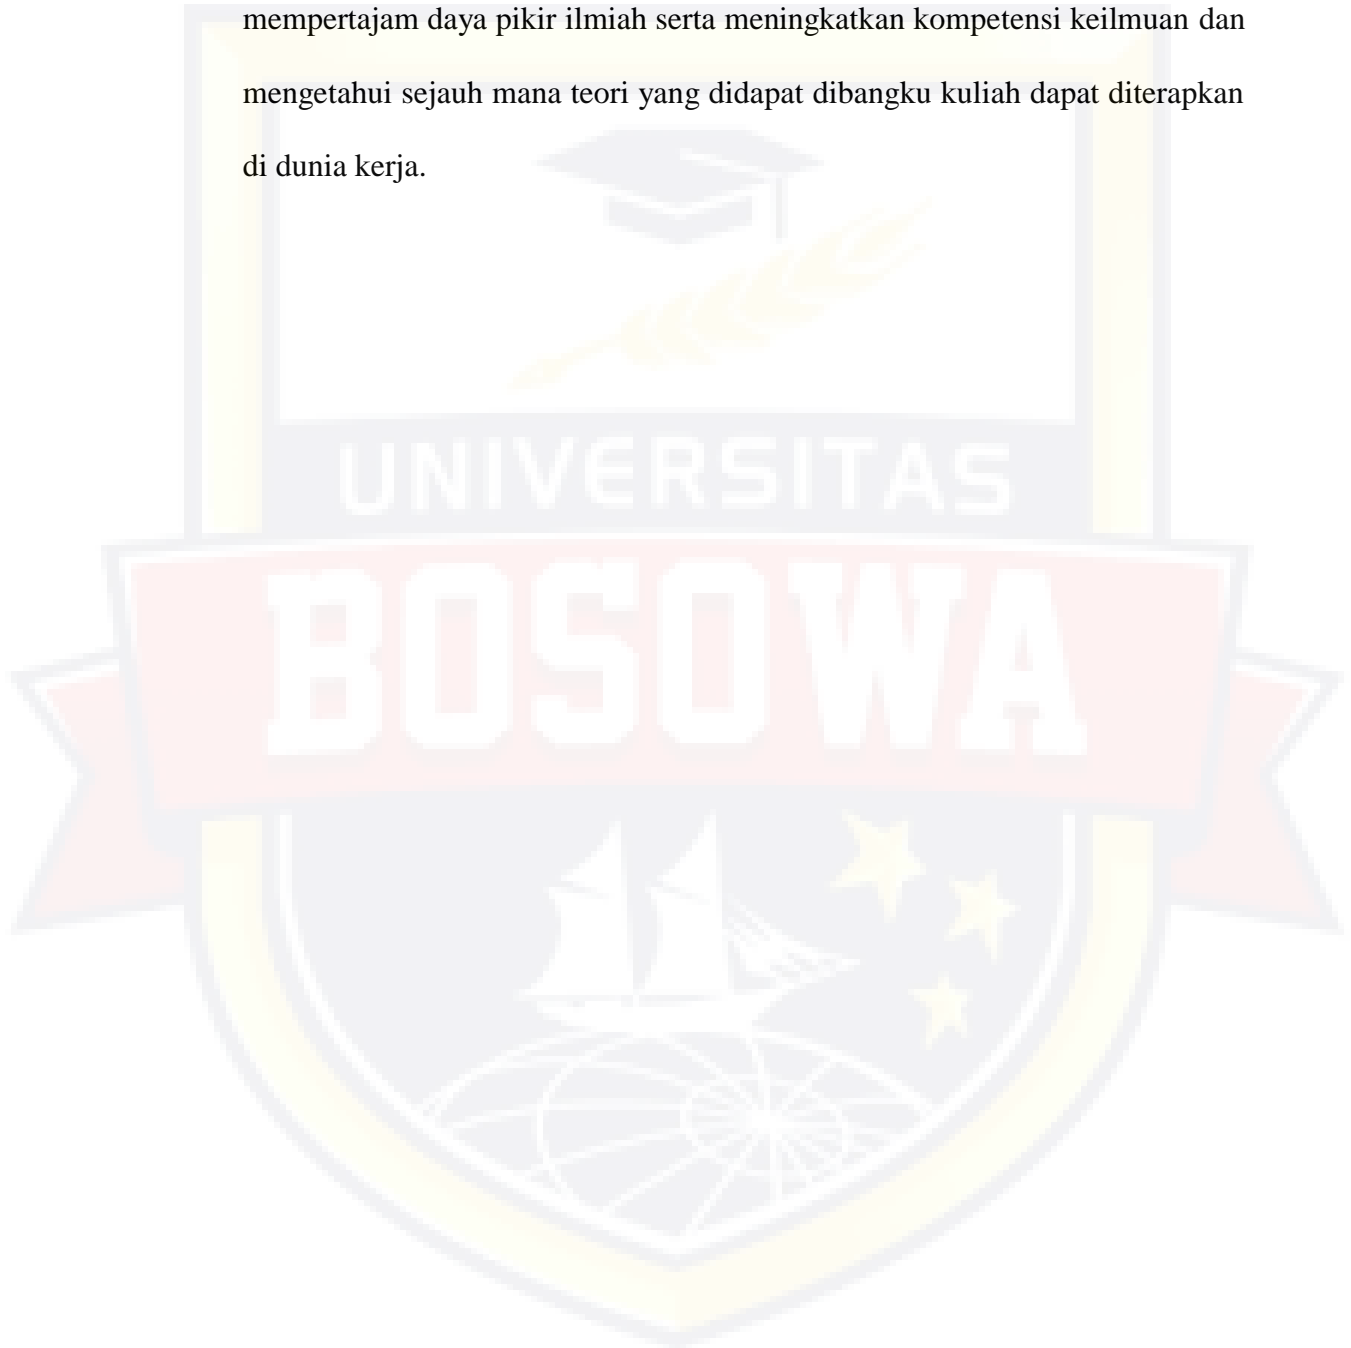 mempertajam daya pikir ilmiah serta meningkatkan kompetensi keilmuan dan
mengetahui sejauh mana teori yang didapat dibangku kuliah dapat diterapkan
di dunia kerja.
UNIVERSITAS
BOSOWA